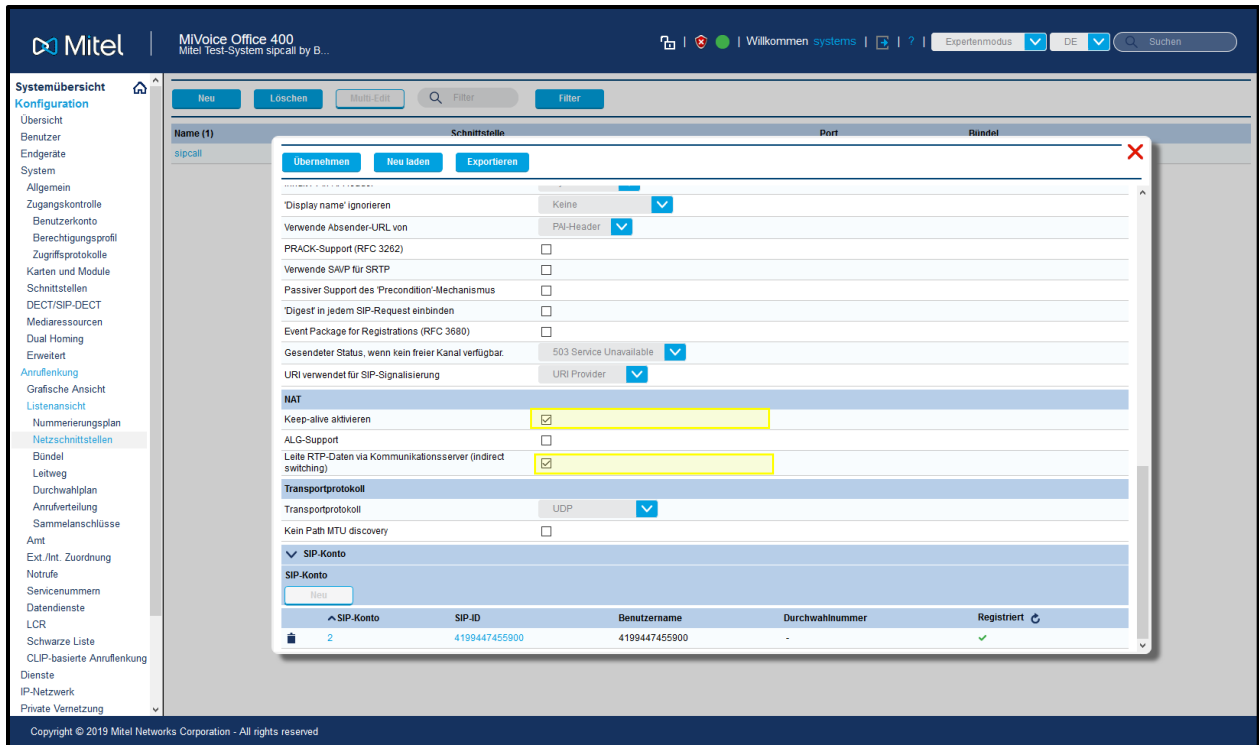 Mitel
MiVoice Office 400
Mitel Test-System sipcall by B...
| Willkommen systems | | ? | Expertenmodus DE Suchen
Systemübersicht
Konfiguration
Übersicht
Benutzer
Endgeräte
System
Allgemein
Zugangskontrolle
Benutzerkonto
Berechtigungsprofil
Zugriffsprotokolle
Karten und Module
Schnittstellen
DECT/SIP-DECT
Mediaressourcen
Dual Homing
Erweitert
Anruflenkung
Grafische Ansicht
Listenansicht
Nummerierungsplan
Netzschnittstellen
Bündel
Leitweg
Durchwahlplan
Anrufverteilung
Sammelanschlüsse
Amt
Ext./Int. Zuordnung
Notrufe
Servicenummern
Datendienste
LCR
Schwarze Liste
CLIP-basierte Anruflenkung
Dienste
IP-Netzwerk
Private Vernetzung
Neu Löschen Multi-Edit Filter Filter
Name (1) Schnittstelle Port Bündel
sipcall
Übernehmen Neu laden Exportieren
'Display name' ignorieren Keine
Verwende Absender-URL von PAI-Header
PRACK-Support (RFC 3262)
Verwende SAVP für SRTP
Passiver Support des 'Precondition'-Mechanismus
'Digest' in jedem SIP-Request einbinden
Event Package for Registrations (RFC 3680)
Gesendeter Status, wenn kein freier Kanal verfügbar. 503 Service Unavailable
URI verwendet für SIP-Signalisierung URI Provider
NAT
Keep-alive aktivieren
ALG-Support
Leite RTP-Daten via Kommunikationsserver (indirect
switching)
Transportprotokoll
Transportprotokoll UDP
Kein Path MTU discovery
SIP-Konto
SIP-Konto
Neu
SIP-Konto SIP-ID Benutzername Durchwahlnummer Registriert
2 4199447455900 4199447455900 -
Copyright © 2019 Mitel Networks Corporation - All rights reserved